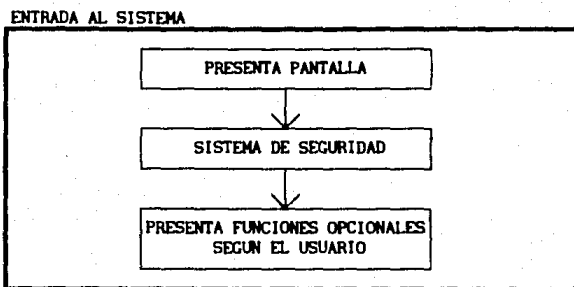 ENTRADA AL SISTEMA
PRESENTA PANTALLA
SISTEMA DE SEGURIDAD
PRESENTA FUNCIONES OPCIONALES
SEGUN EL USUARIO